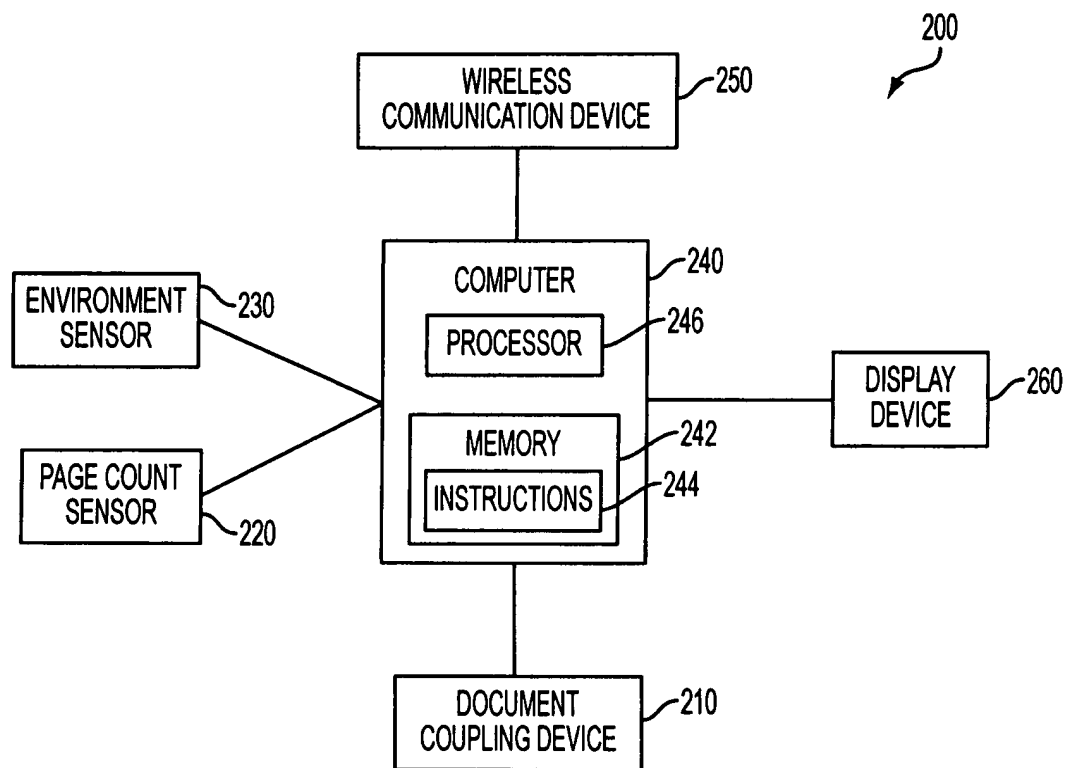 200
WIRELESS
COMMUNICATION DEVICE
250
COMPUTER
240
ENVIRONMENT
SENSOR
230
PROCESSOR
246
DISPLAY
DEVICE
260
MEMORY
242
INSTRUCTIONS
244
PAGE COUNT
SENSOR
220
DOCUMENT
COUPLING DEVICE
210